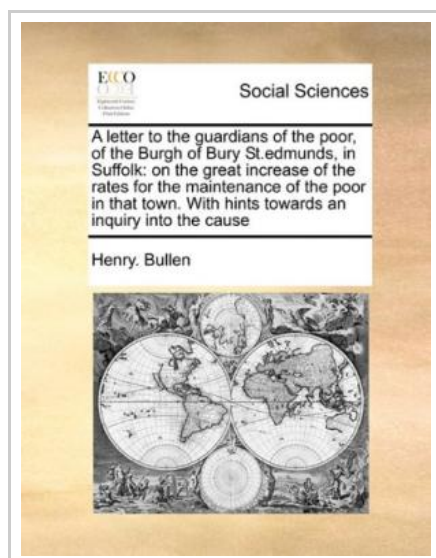 ECCO
Social Sciences
A letter to the guardians of the poor,
of the Burgh of Bury St.edmunds, in
Suffolk: on the great increase of the
rates for the maintenance of the poor
in that town. With hints towards an
inquiry into the cause
Henry. Bullen